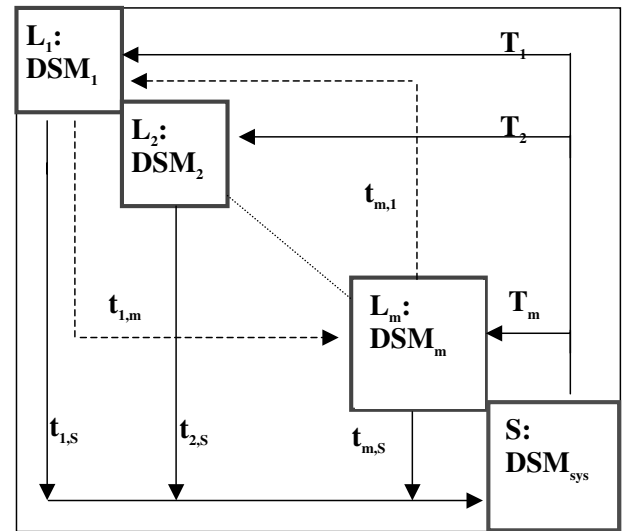 L₁:
DSM₁
T₁
L₂:
DSM₂
T₂
tₘ,₁
t₁,ₘ
Lₘ:
DSMₘ
Tₘ
t₁,S
t₂,S
tₘ,S
S:
DSMsys